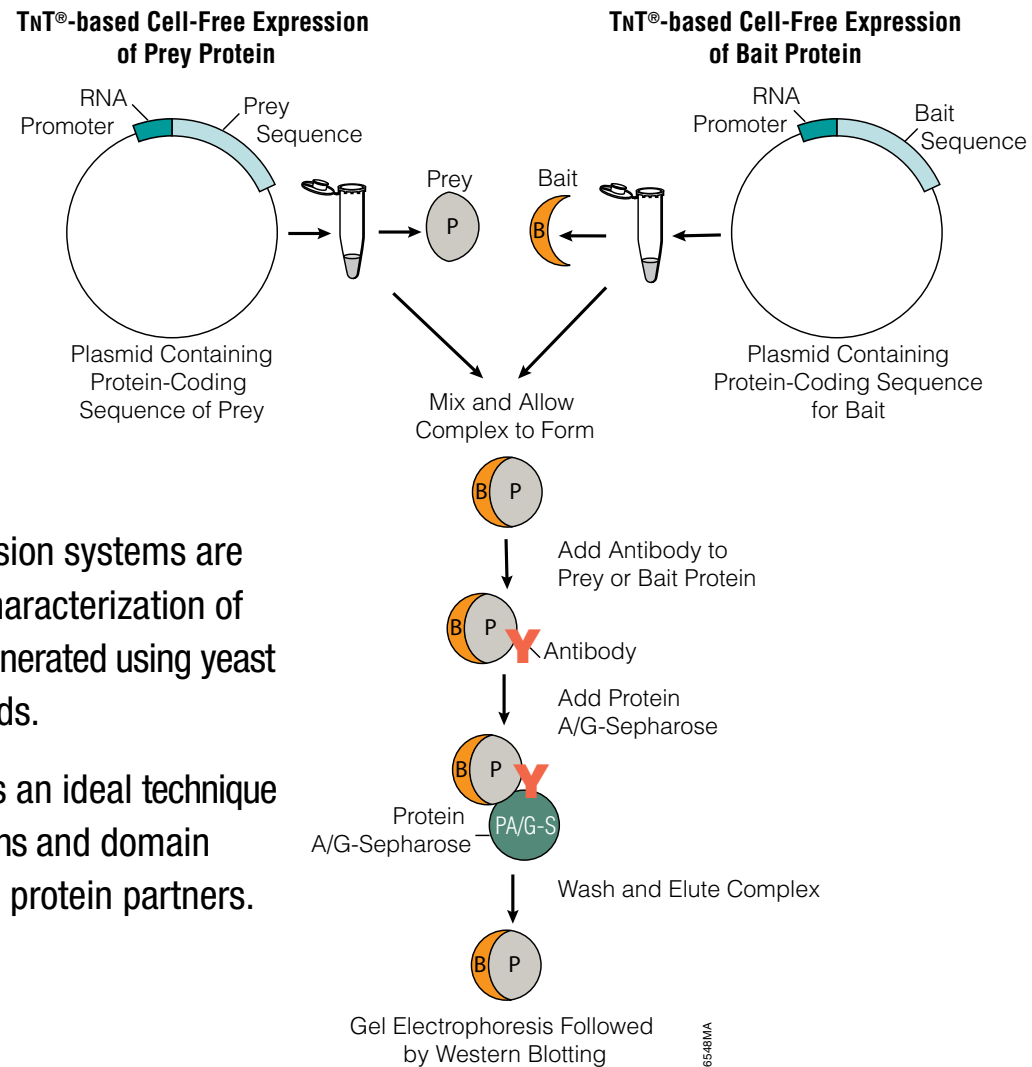 TNT®-based Cell-Free Expression
of Prey Protein
TNT®-based Cell-Free Expression
of Bait Protein
RNA
Promoter
Prey
Sequence
Prey
P
Bait
B
RNA
Promoter
Bait
Sequence
Plasmid Containing
Protein-Coding
Sequence of Prey
Plasmid Containing
Protein-Coding Sequence
for Bait
Mix and Allow
Complex to Form
B P
Add Antibody to
Prey or Bait Protein
B P
Antibody
Add Protein
A/G-Sepharose
B P
Protein
A/G-Sepharose
PA/G-S
Wash and Elute Complex
B P
Gel Electrophoresis Followed
by Western Blotting
6548MA
sion systems are
haracterization of
nerated using yeast
ds.
s an ideal technique
ns and domain
protein partners.